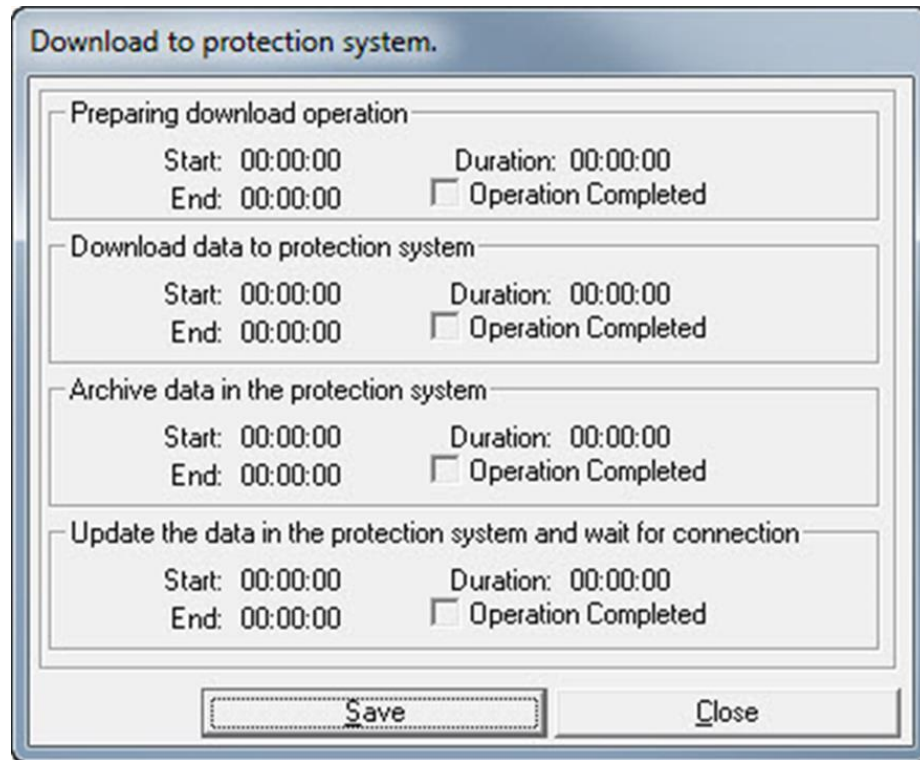 Download to protection system.
Preparing download operation
Start: 00:00:00 Duration: 00:00:00
End: 00:00:00 Operation Completed
Download data to protection system
Start: 00:00:00 Duration: 00:00:00
End: 00:00:00 Operation Completed
Archive data in the protection system
Start: 00:00:00 Duration: 00:00:00
End: 00:00:00 Operation Completed
Update the data in the protection system and wait for connection
Start: 00:00:00 Duration: 00:00:00
End: 00:00:00 Operation Completed
Save Close